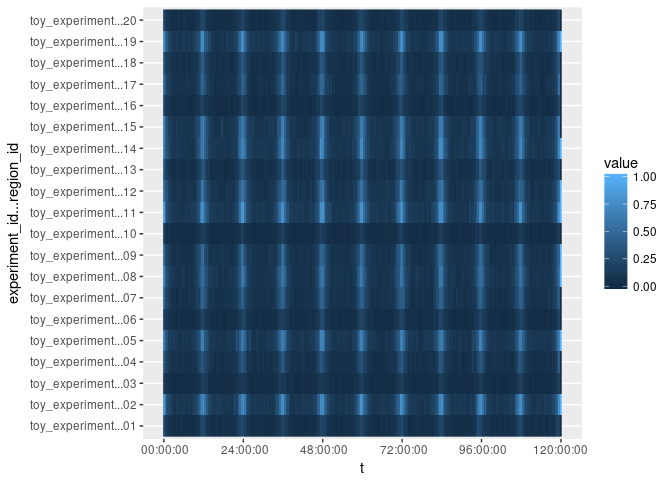 toy_experiment...20
toy_experiment...19
toy_experiment...18
toy_experiment...17
toy_experiment...16
toy_experiment...15
toy_experiment...14
toy_experiment...13
toy_experiment...12
toy_experiment...11
toy_experiment...10
toy_experiment...09
toy_experiment...08
toy_experiment...07
toy_experiment...06
toy_experiment...05
toy_experiment...04
toy_experiment...03
toy_experiment...02
toy_experiment...01
experiment_id...region_id
00:00:00 24:00:00 48:00:00 72:00:00 96:00:00 120:00:00
t
value
1.00
0.75
0.50
0.25
0.00